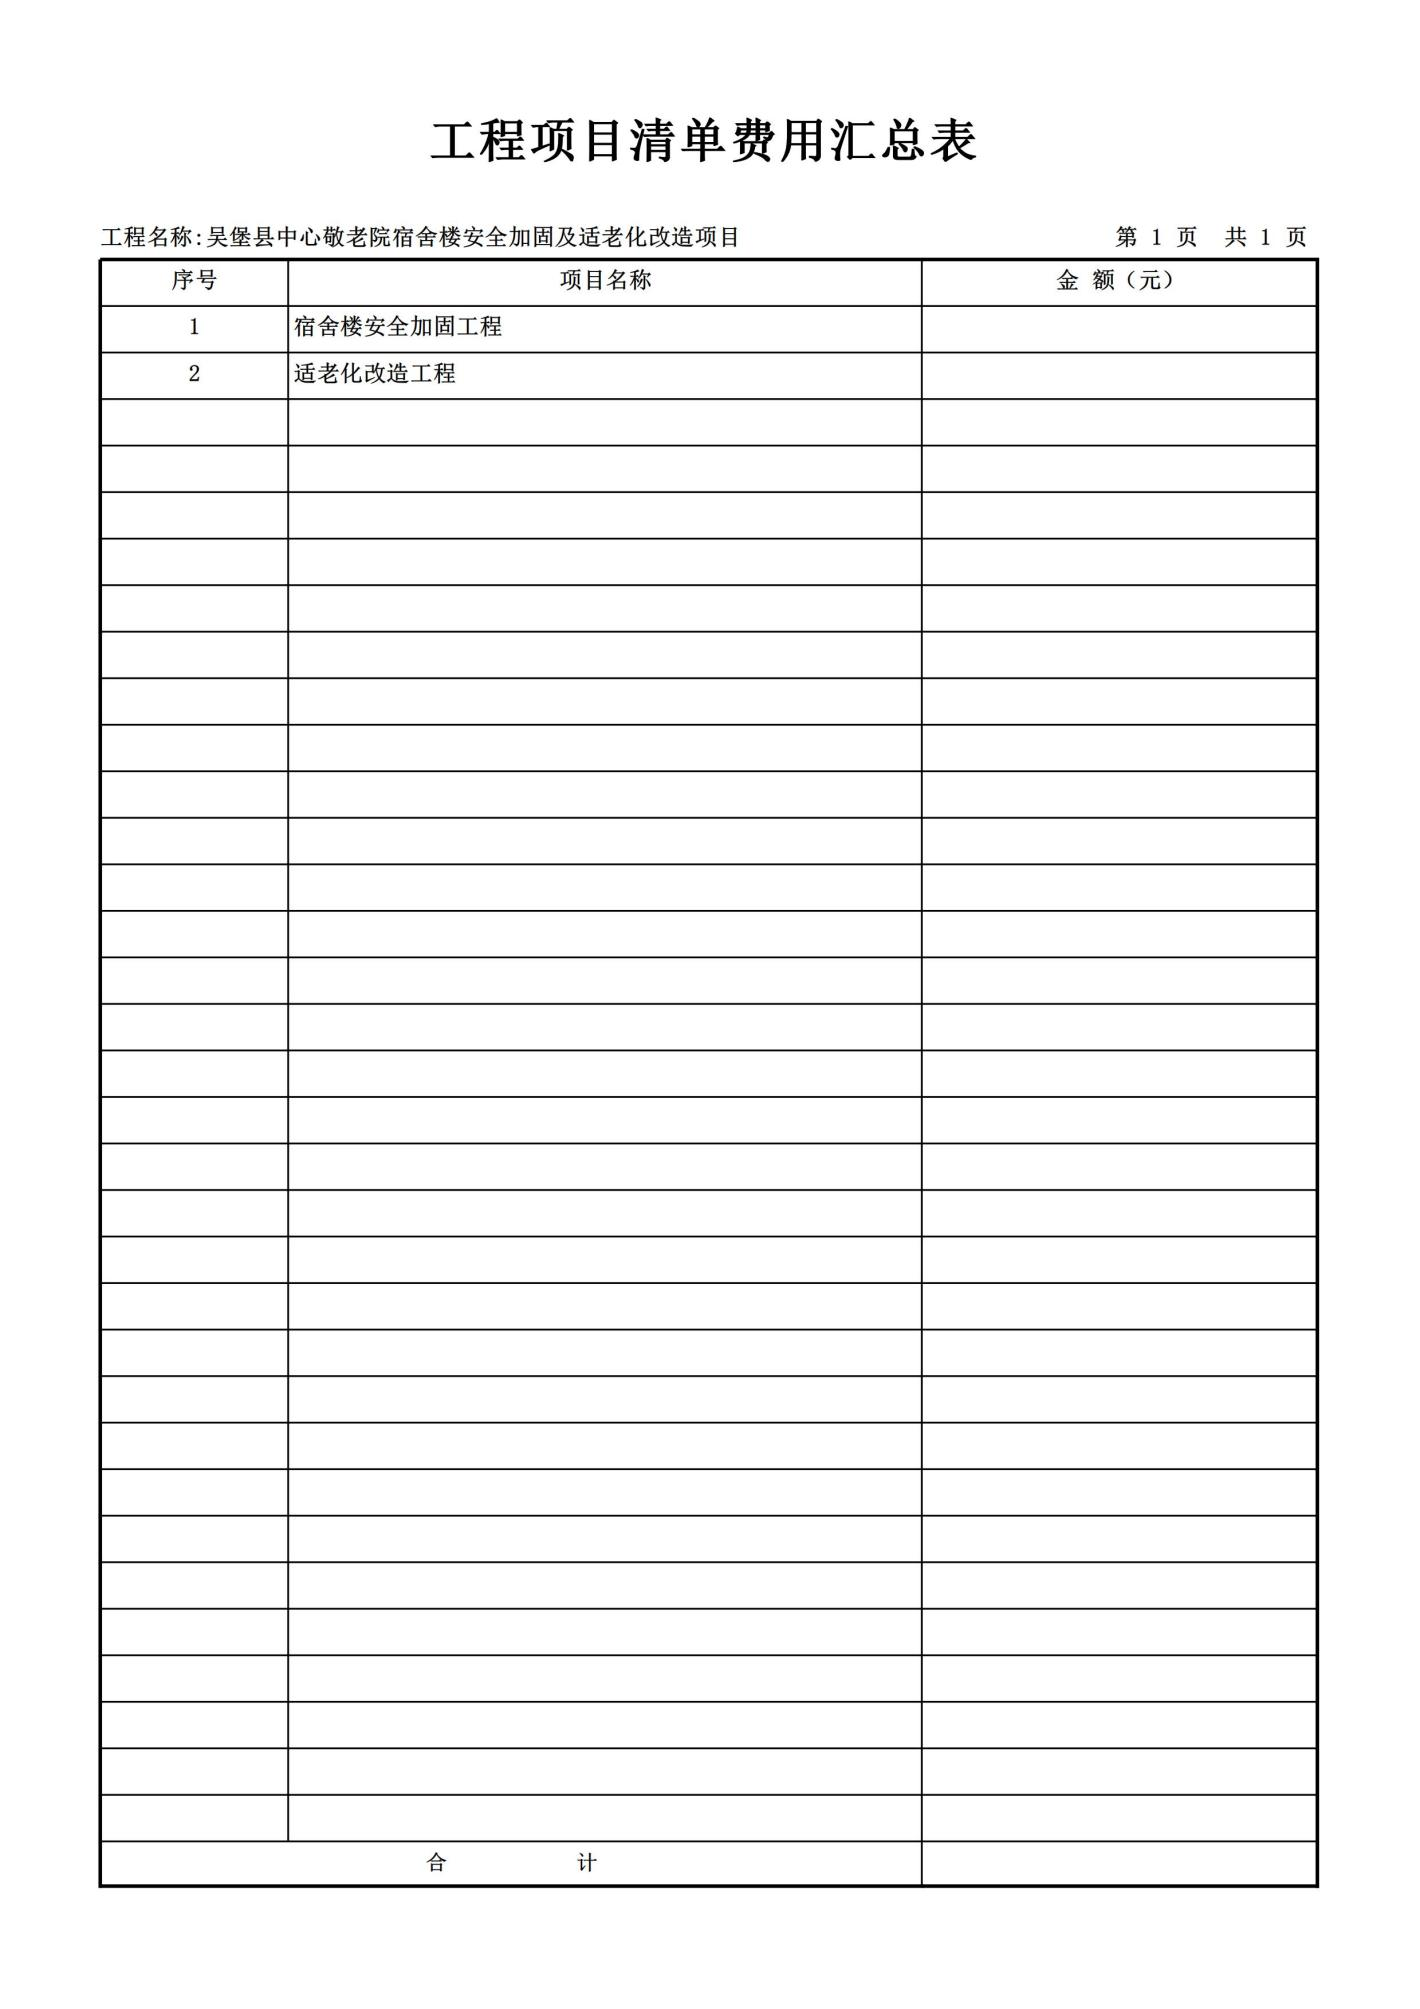 工程项目清单费用汇总表
工程名称:吴堡县中心敬老院宿舍楼安全加固及适老化改造项目 第 1 页 共 1 页
序号 项目名称 金 额（元）
1 宿舍楼安全加固工程
2 适老化改造工程
合 计